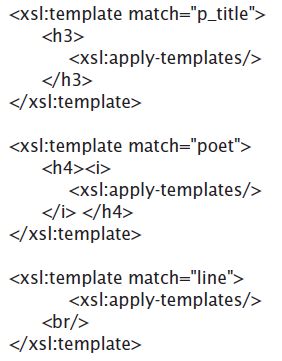 <xsl:template match="p_title">
<h3>
<xsl:apply-templates/>
</h3>
</xsl:template>
<xsl:template match="poet">
<h4><i>
<xsl:apply-templates/>
</i> </h4>
</xsl:template>
<xsl:template match="line">
<xsl:apply-templates/>
<br/>
</xsl:template>